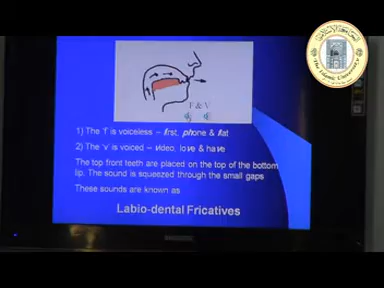 The Islamic University
F & V
1) The 'f' is voiceless – first, phone & flat
2) The 'v' is voiced – video, love & have
The top front teeth are placed on the top of the bottom
lip. The sound is squeezed through the small gaps
These sounds are known as
Labio-dental Fricatives